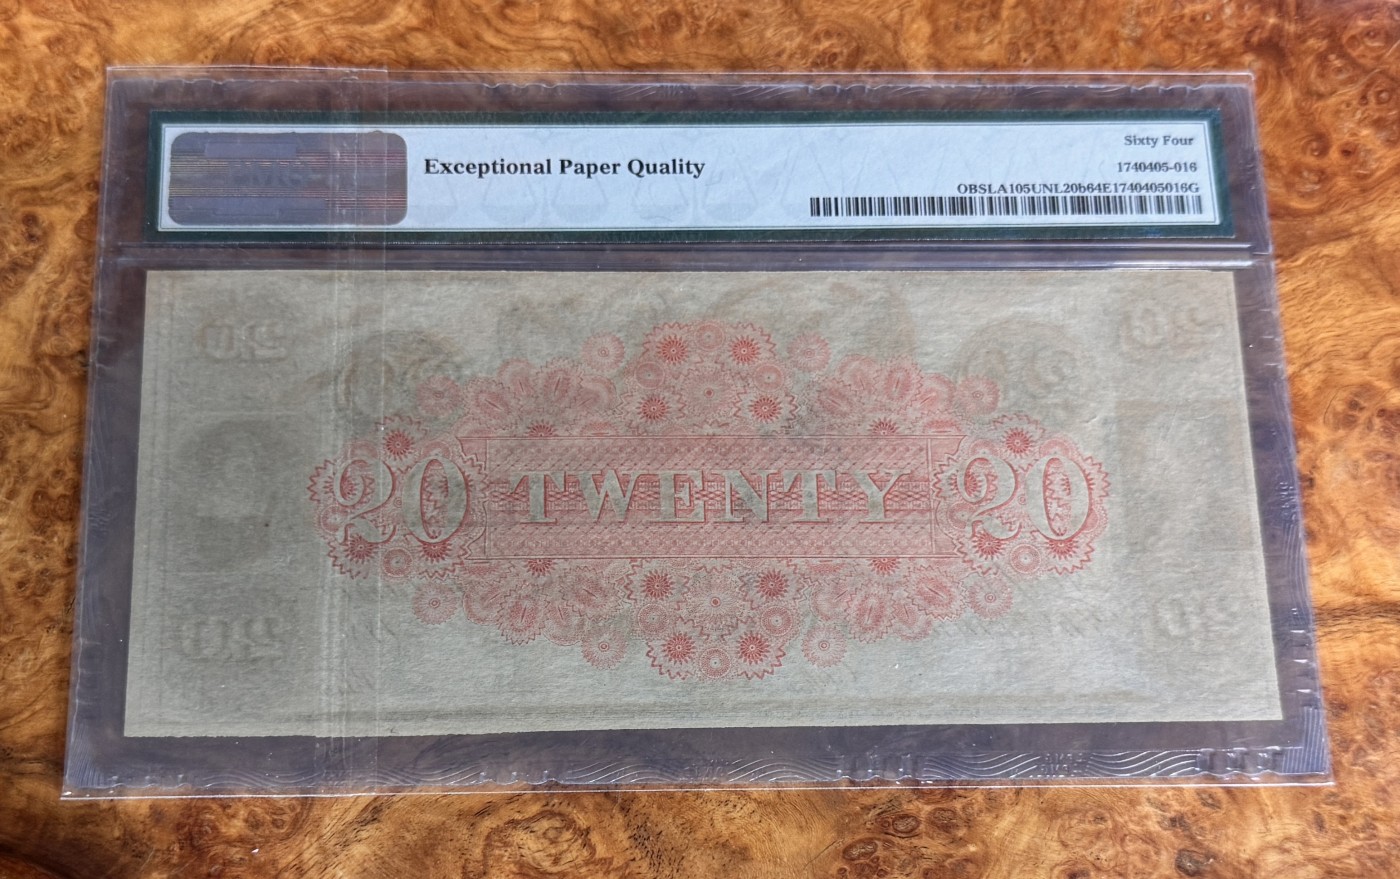 Exceptional Paper Quality
Sixty Four
1740405-016
OBSLA105UNL20b64E1740405016G
20 TWENTY 20